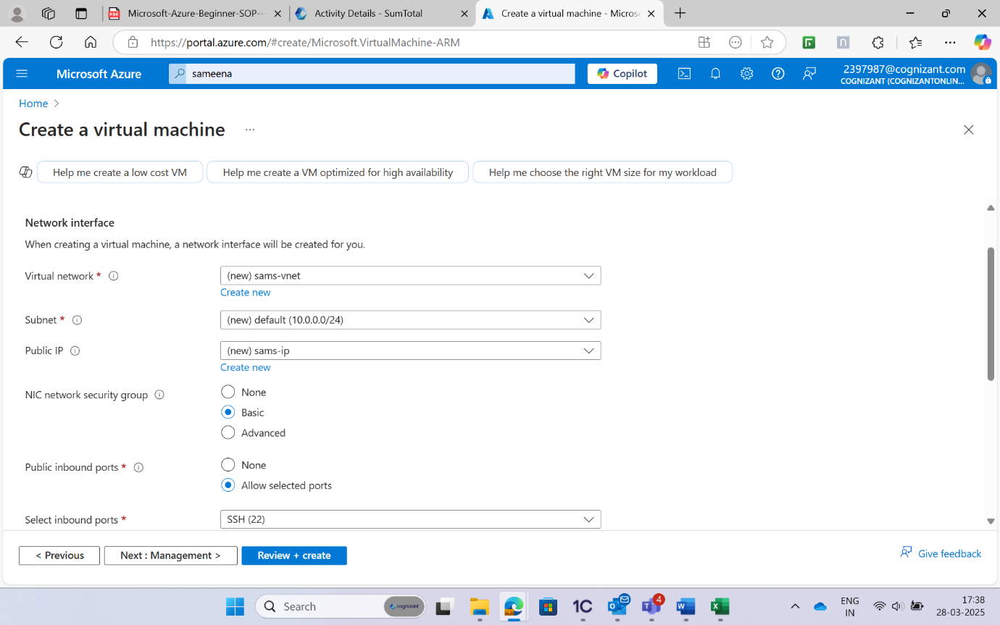 Microsoft-Azure-Beginner-SOP--
Activity Details - SumTotal
Create a virtual machine - Microso
https://portal.azure.com/#create/Microsoft.VirtualMachine-ARM
Microsoft Azure
sameena
Copilot
2397987@cognizant.com
COGNIZANT (COGNIZANTONLIN...
Home
Create a virtual machine
...
Help me create a low cost VM
Help me create a VM optimized for high availability
Help me choose the right VM size for my workload
Network interface
When creating a virtual machine, a network interface will be created for you.
Virtual network *
(new) sams-vnet
Create new
Subnet *
(new) default (10.0.0.0/24)
Public IP
(new) sams-ip
Create new
NIC network security group
None
Basic
Advanced
Public inbound ports *
None
Allow selected ports
Select inbound ports *
SSH (22)
< Previous
Next : Management >
Review + create
Give feedback
Search
cognizant
1C
4
ENG
IN
17:38
28-03-2025